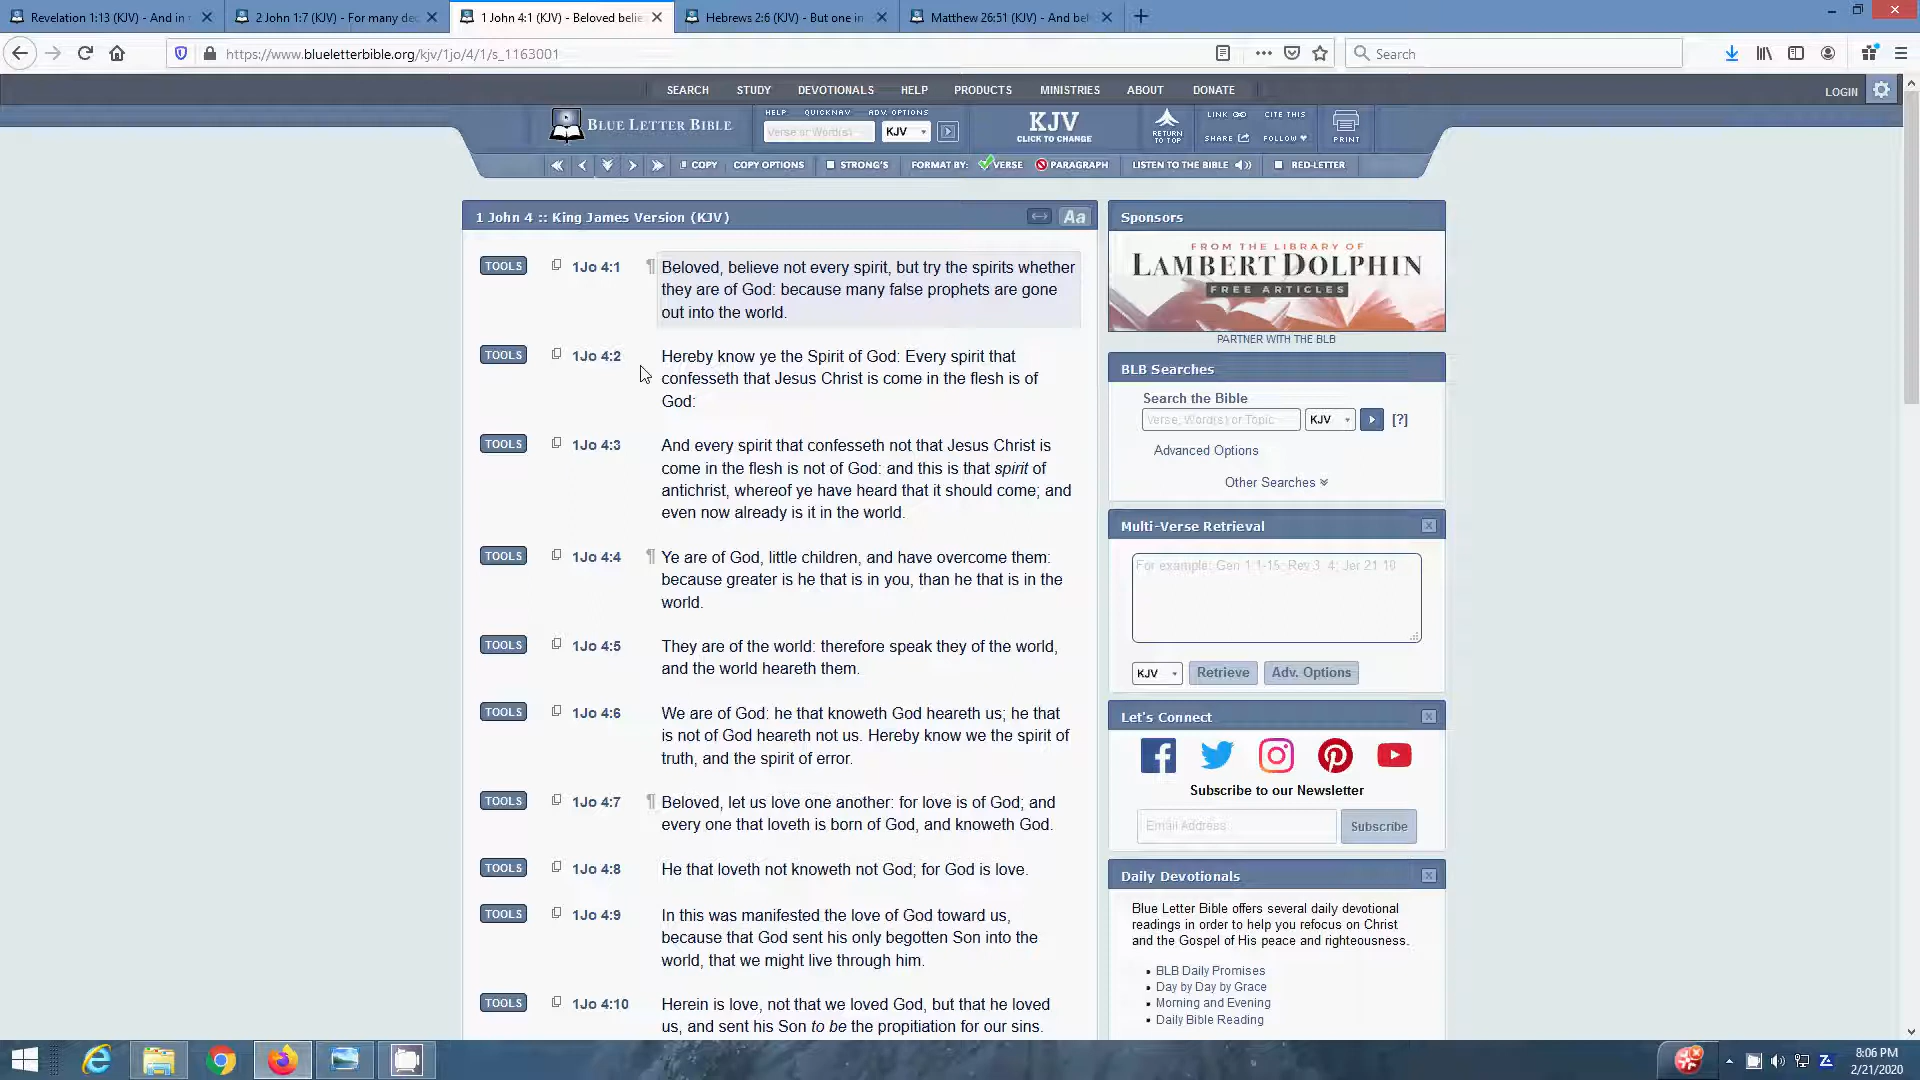 Revelation 1:13 (KJV) - And in
2 John 1:7 (KJV) - For many dec
1 John 4:1 (KJV) - Beloved belie
Hebrews 2:6 (KJV) - But one in
Matthew 26:51 (KJV) - And bel
https://www.blueletterbible.org/kjv/1jo/4/1/s_1163001
Search
SEARCH STUDY DEVOTIONALS HELP PRODUCTS MINISTRIES ABOUT DONATE
LOGIN
BLUE LETTER BIBLE
HELP QUICKNAV ADV OPTIONS
Verse or Word(s) KJV
KJV
CLICK TO CHANGE
RETURN
TO TOP
LINK CITE THIS
SHARE FOLLOW
PRINT
COPY COPY OPTIONS STRONG'S FORMAT BY: VERSE PARAGRAPH LISTEN TO THE BIBLE RED-LETTER
1 John 4 :: King James Version (KJV)
Aa
TOOLS 1Jo 4:1 ¶ Beloved, believe not every spirit, but try the spirits whether
they are of God: because many false prophets are gone
out into the world.
TOOLS 1Jo 4:2 Hereby know ye the Spirit of God: Every spirit that
confesseth that Jesus Christ is come in the flesh is of
God:
TOOLS 1Jo 4:3 And every spirit that confesseth not that Jesus Christ is
come in the flesh is not of God: and this is that spirit of
antichrist, whereof ye have heard that it should come; and
even now already is it in the world.
TOOLS 1Jo 4:4 ¶ Ye are of God, little children, and have overcome them:
because greater is he that is in you, than he that is in the
world.
TOOLS 1Jo 4:5 They are of the world: therefore speak they of the world,
and the world heareth them.
TOOLS 1Jo 4:6 We are of God: he that knoweth God heareth us; he that
is not of God heareth not us. Hereby know we the spirit of
truth, and the spirit of error.
TOOLS 1Jo 4:7 ¶ Beloved, let us love one another: for love is of God; and
every one that loveth is born of God, and knoweth God.
TOOLS 1Jo 4:8 He that loveth not knoweth not God; for God is love.
TOOLS 1Jo 4:9 In this was manifested the love of God toward us,
because that God sent his only begotten Son into the
world, that we might live through him.
TOOLS 1Jo 4:10 Herein is love, not that we loved God, but that he loved
us, and sent his Son to be the propitiation for our sins.
Sponsors
FROM THE LIBRARY OF
LAMBERT DOLPHIN
FREE ARTICLES
PARTNER WITH THE BLB
BLB Searches
Search the Bible
Verse, Word(s) or Topic KJV [?]
Advanced Options
Other Searches
Multi-Verse Retrieval
For example: Gen 1:1-15; Rev 3. 4; Jer 21:10
KJV Retrieve Adv. Options
Let's Connect
Subscribe to our Newsletter
Email Address Subscribe
Daily Devotionals
Blue Letter Bible offers several daily devotional
readings in order to help you refocus on Christ
and the Gospel of His peace and righteousness.
• BLB Daily Promises
• Day by Day by Grace
• Morning and Evening
• Daily Bible Reading
8:06 PM
2/21/2020